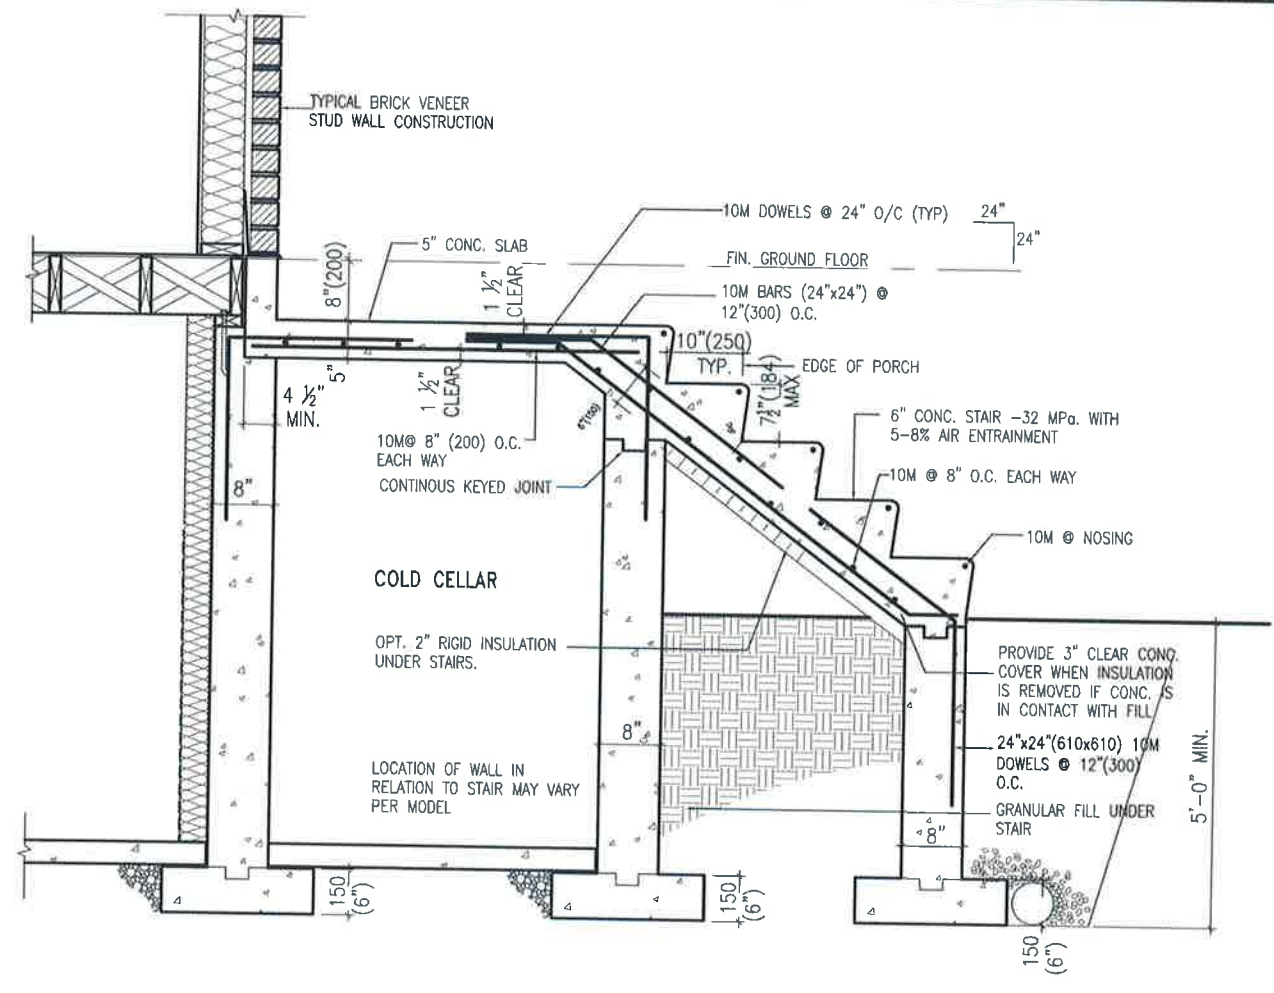 TYPICAL BRICK VENEER
STUD WALL CONSTRUCTION
10M DOWELS @ 24" O/C (TYP)
24"
24"
5" CONC. SLAB
FIN. GROUND FLOOR
8"(200)
1 ½"
CLEAR
10M BARS (24"x24") @
12"(300) O.C.
10"(250)
TYP.
EDGE OF PORCH
7½"(184)
MAX
5"
4 ½"
MIN.
1 ½"
CLEAR
6"(150)
6" CONC. STAIR -32 MPa. WITH
5-8% AIR ENTRAINMENT
10M@ 8" (200) O.C.
EACH WAY
CONTINOUS KEYED JOINT
10M @ 8" O.C. EACH WAY
8"
10M @ NOSING
COLD CELLAR
OPT. 2" RIGID INSULATION
UNDER STAIRS.
PROVIDE 3" CLEAR CONC.
COVER WHEN INSULATION
IS REMOVED IF CONC. IS
IN CONTACT WITH FILL
8"
24"x24"(610x610) 10M
DOWELS @ 12"(300)
O.C.
LOCATION OF WALL IN
RELATION TO STAIR MAY VARY
PER MODEL
GRANULAR FILL UNDER
STAIR
5'-0" MIN.
8"
150
(6")
150
(6")
150
(6")